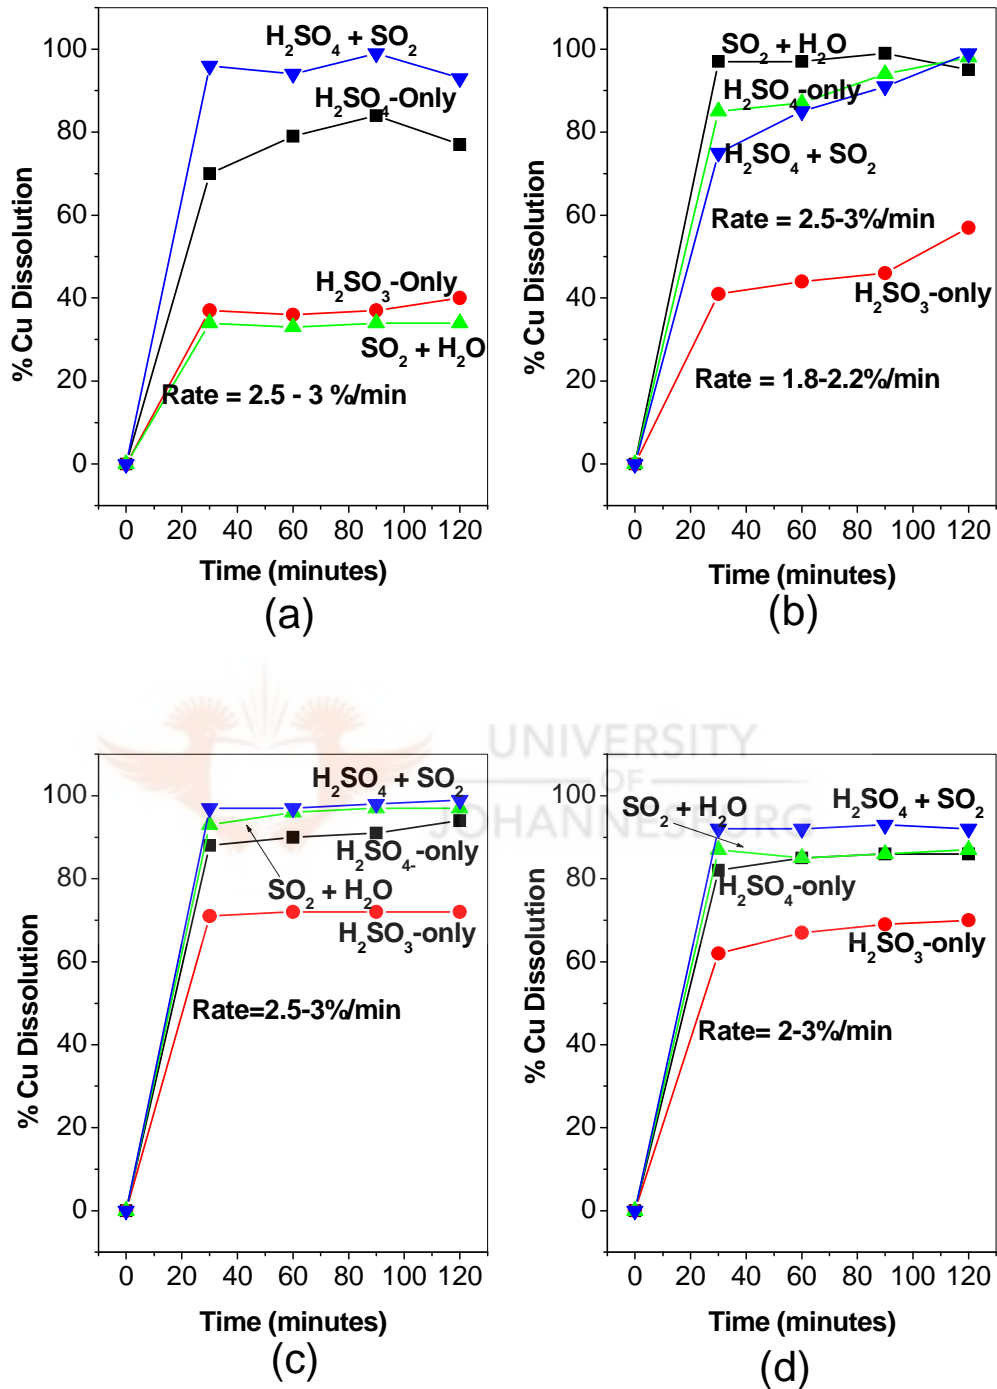 H₂SO₄ + SO₂
H₂SO₄-Only
H₂SO₃-Only
SO₂ + H₂O
Rate = 2.5 - 3 %/min
100
80
60
40
20
0
% Cu Dissolution
0 20 40 60 80 100 120
Time (minutes)
(a)
SO₂ + H₂O
H₂SO₄-only
H₂SO₄ + SO₂
Rate = 2.5-3%/min
H₂SO₃-only
Rate = 1.8-2.2%/min
100
80
60
40
20
0
% Cu Dissolution
0 20 40 60 80 100 120
Time (minutes)
(b)
UNIVERSITY
OF
JOHANNESBURG
H₂SO₄ + SO₂
H₂SO₄₋-only
SO₂ + H₂O
H₂SO₃-only
Rate=2.5-3%/min
100
80
60
40
20
0
% Cu Dissolution
0 20 40 60 80 100 120
Time (minutes)
(c)
SO₂ + H₂O
H₂SO₄ + SO₂
H₂SO₄-only
H₂SO₃-only
Rate= 2-3%/min
100
80
60
40
20
0
% Cu Dissolution
0 20 40 60 80 100 120
Time (minutes)
(d)